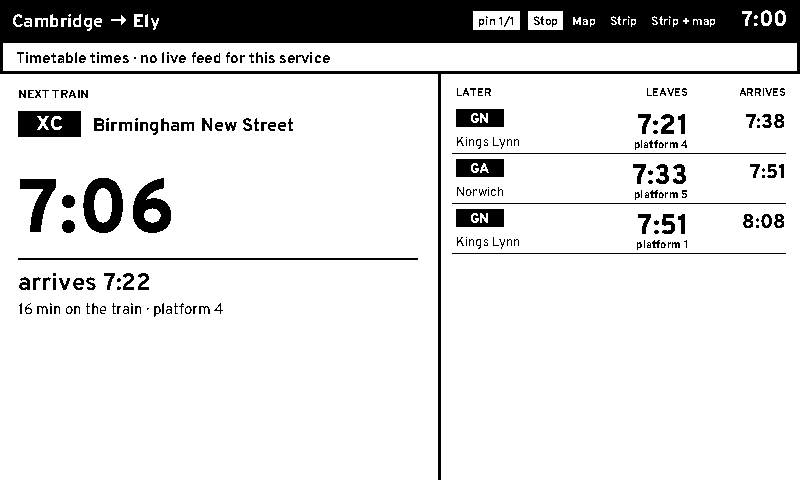 Cambridge → Ely
pin 1/1 Stop Map Strip Strip + map 7:00
Timetable times · no live feed for this service
NEXT TRAIN
XC Birmingham New Street
7:06
arrives 7:22
16 min on the train · platform 4
LATER LEAVES ARRIVES
GN 7:21 7:38
Kings Lynn platform 4
GA 7:33 7:51
Norwich platform 5
GN 7:51 8:08
Kings Lynn platform 1